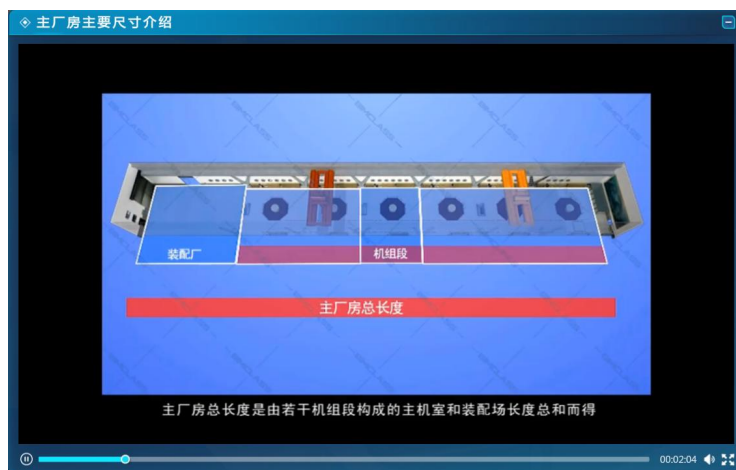 主厂房主要尺寸介绍
装配厂
机组段
主厂房总长度
主厂房总长度是由若干机组段构成的主机室和装配场长度总和而得
00:02:04